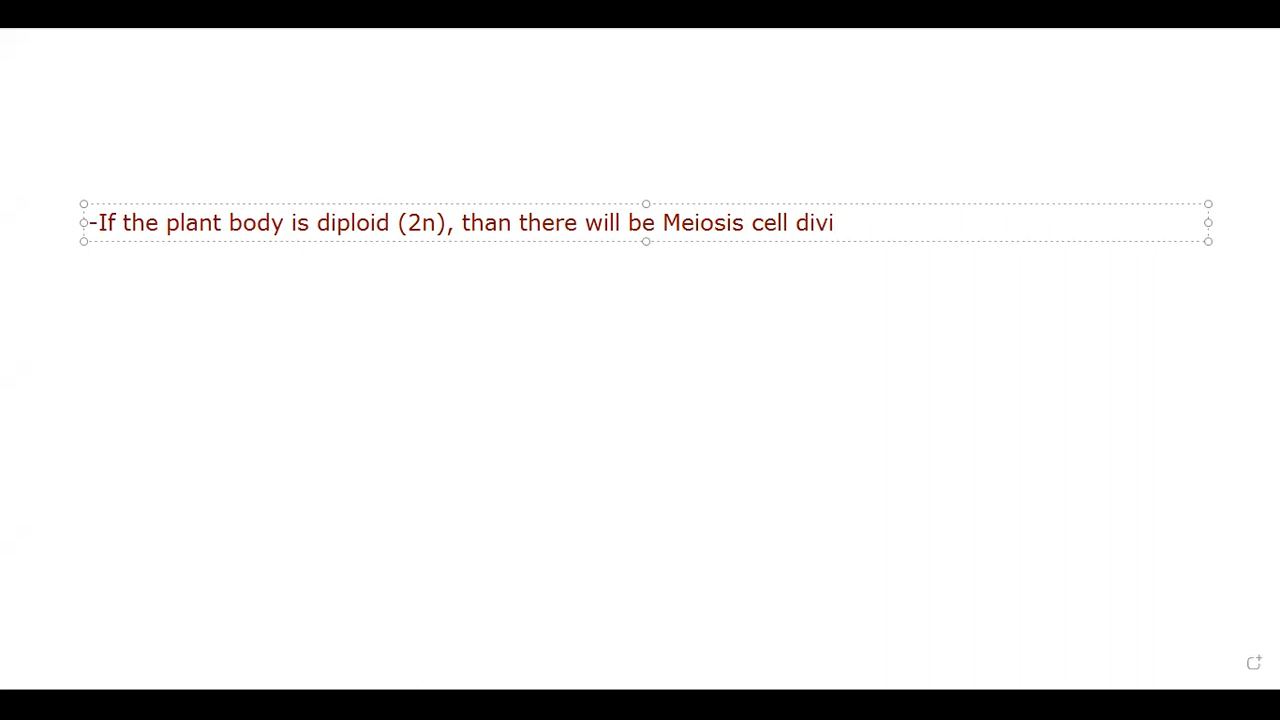 -If the plant body is diploid (2n), than there will be Meiosis cell divi